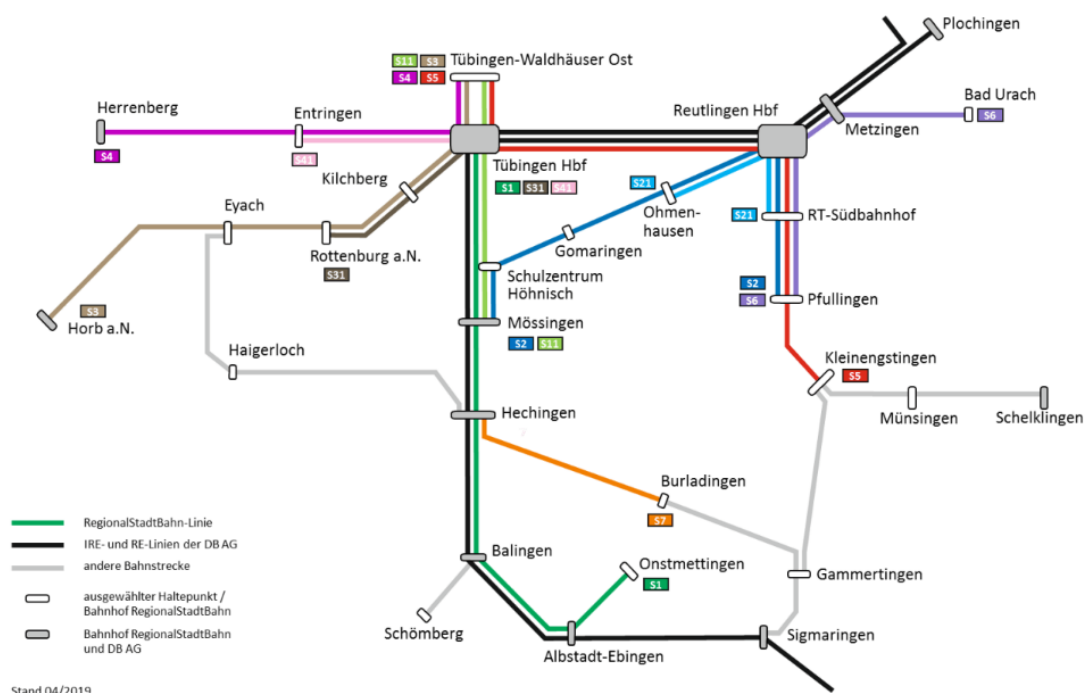 Plochingen
S11 S3
S4 S5
Tübingen-Waldhäuser Ost
Herrenberg
S4
Entringen
S41
Reutlingen Hbf
Bad Urach
S6
Metzingen
Tübingen Hbf
S1 S31 S41
Kilchberg
S21
Ohmen-
hausen
S21
RT-Südbahnhof
Eyach
Gomaringen
Rottenburg a.N.
S31
Schulzentrum
Höhnisch
S2
S6
Pfullingen
S3
Horb a.N.
Mössingen
S2 S11
Haigerloch
Kleinengstingen
S5
Hechingen
Münsingen
Schelklingen
Burladingen
S7
RegionalStadtBahn-Linie
IRE- und RE-Linien der DB AG
andere Bahnstrecke
ausgewählter Haltepunkt /
Bahnhof RegionalStadtBahn
Bahnhof RegionalStadtBahn
und DB AG
Balingen
Onstmettingen
S1
Gammertingen
Schömberg
Albstadt-Ebingen
Sigmaringen
Stand 04/2019